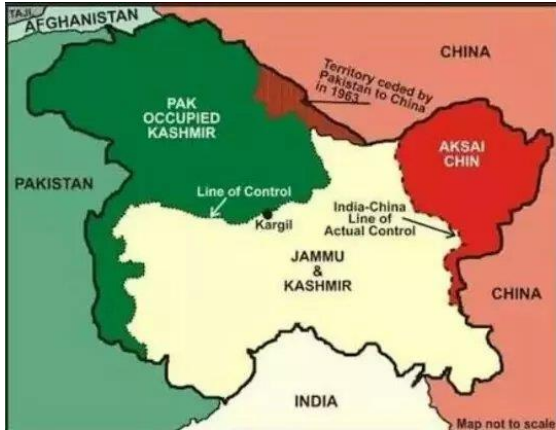 TAJI.
AFGHANISTAN
CHINA
Territory ceded by
Pakistan to China
in 1963
PAK
OCCUPIED
KASHMIR
AKSAI
CHIN
PAKISTAN
Line of Control
India-China
Line of
Actual Control
Kargil
JAMMU
&
KASHMIR
CHINA
INDIA
Map not to scale